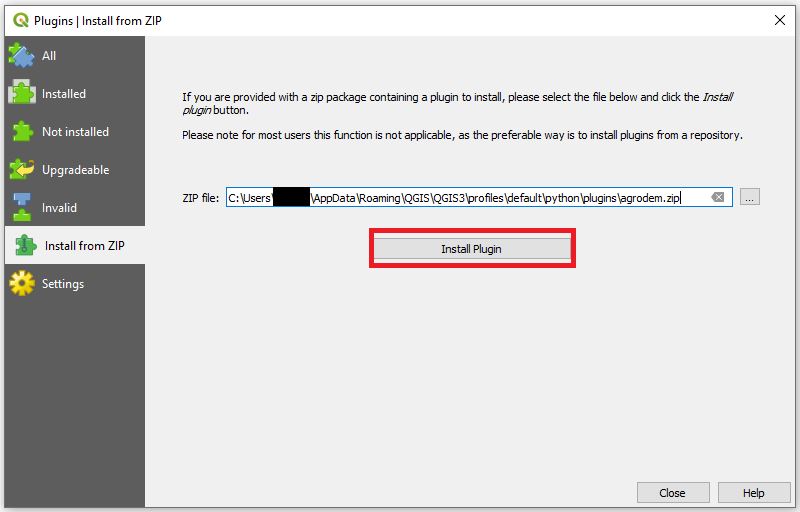 Plugins | Install from ZIP
All
Installed
Not installed
Upgradeable
Invalid
Install from ZIP
Settings
If you are provided with a zip package containing a plugin to install, please select the file below and click the Install
plugin button.
Please note for most users this function is not applicable, as the preferable way is to install plugins from a repository.
ZIP file: C:\Users\ \AppData\Roaming\QGIS\QGIS3\profiles\default\python\plugins\agrodem.zip ...
Install Plugin
Close Help